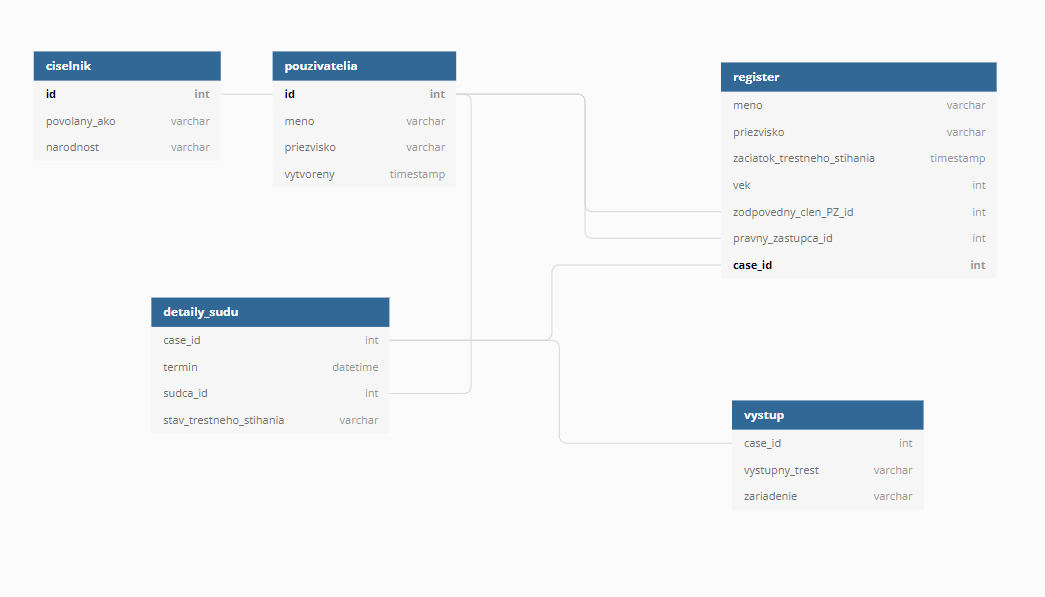 ciselnik
id int
povolany_ako varchar
narodnost varchar
pouzivatelia
id int
meno varchar
priezvisko varchar
vytvoreny timestamp
register
meno varchar
priezvisko varchar
zaciatok_trestneho_stihania timestamp
vek int
zodpovedny_clen_PZ_id int
pravny_zastupca_id int
case_id int
detaily_sudu
case_id int
termin datetime
sudca_id int
stav_trestneho_stihania varchar
vystup
case_id int
vystupny_trest varchar
zariadenie varchar